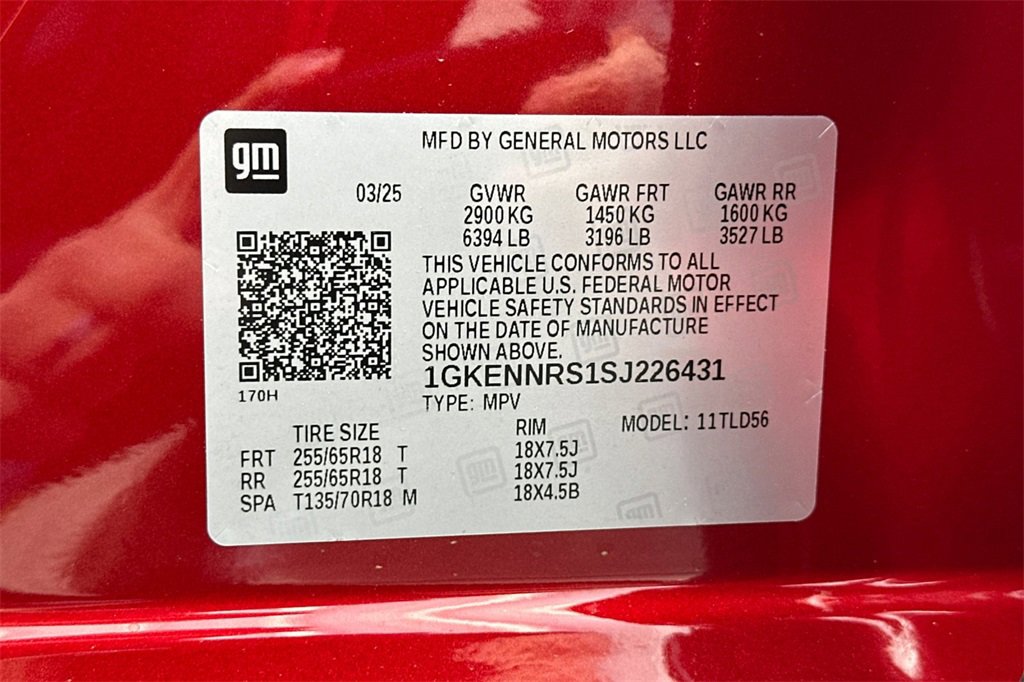 gm
MFD BY GENERAL MOTORS LLC
03/25 GVWR GAWR FRT GAWR RR
2900 KG 1450 KG 1600 KG
6394 LB 3196 LB 3527 LB
THIS VEHICLE CONFORMS TO ALL
APPLICABLE U.S. FEDERAL MOTOR
VEHICLE SAFETY STANDARDS IN EFFECT
ON THE DATE OF MANUFACTURE
SHOWN ABOVE.
170H
1GKENNRS1SJ226431
TYPE: MPV
TIRE SIZE RIM MODEL: 11TLD56
FRT 255/65R18 T 18X7.5J
RR 255/65R18 T 18X7.5J
SPA T135/70R18 M 18X4.5B